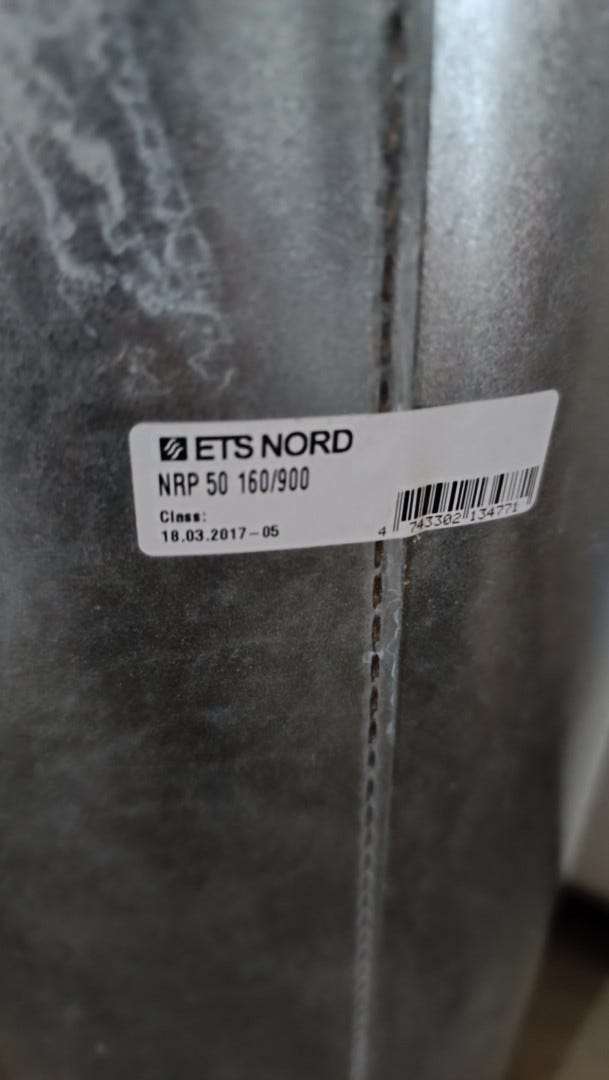 ETS NORD
NRP 50 160/900
Class:
18.03.2017-05
4 743302 134771